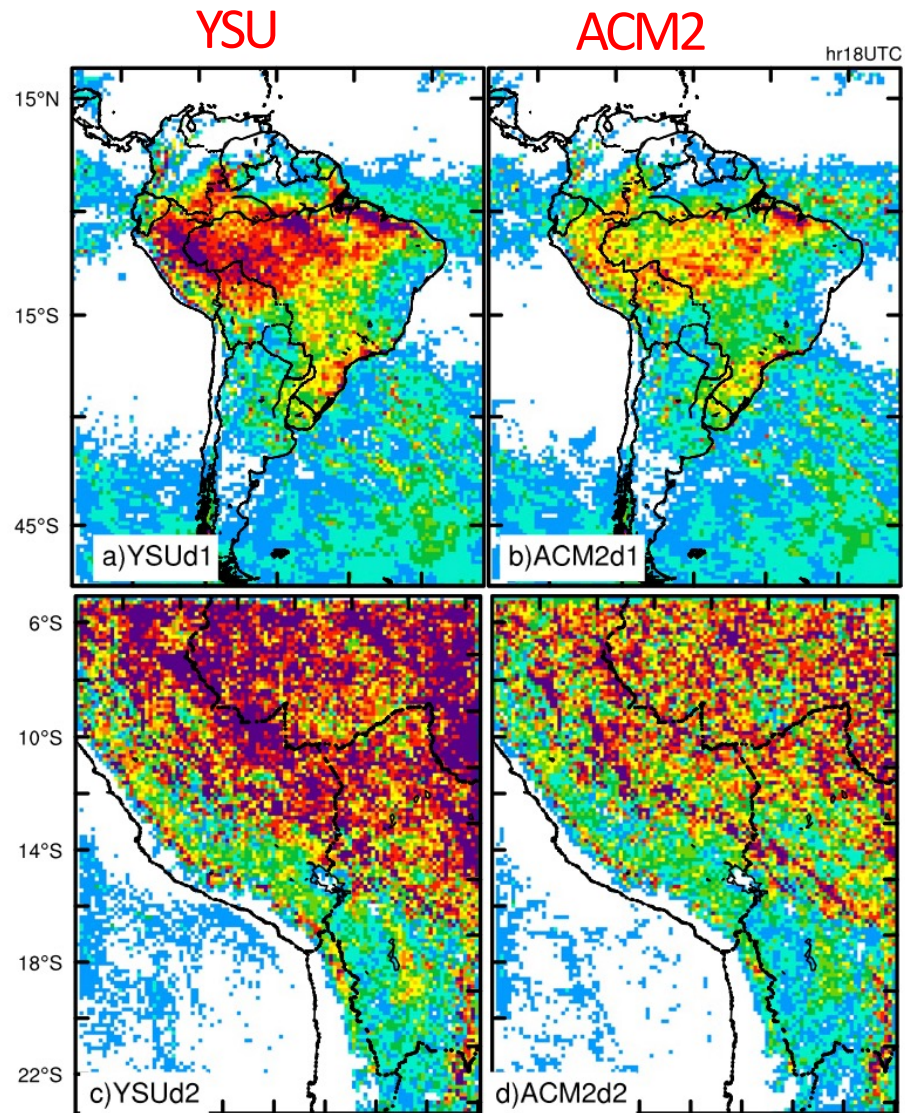 YSU
ACM2
hr18UTC
15°N
15°S
45°S
a)YSUd1
b)ACM2d1
6°S
10°S
14°S
18°S
22°S
c)YSUd2
d)ACM2d2